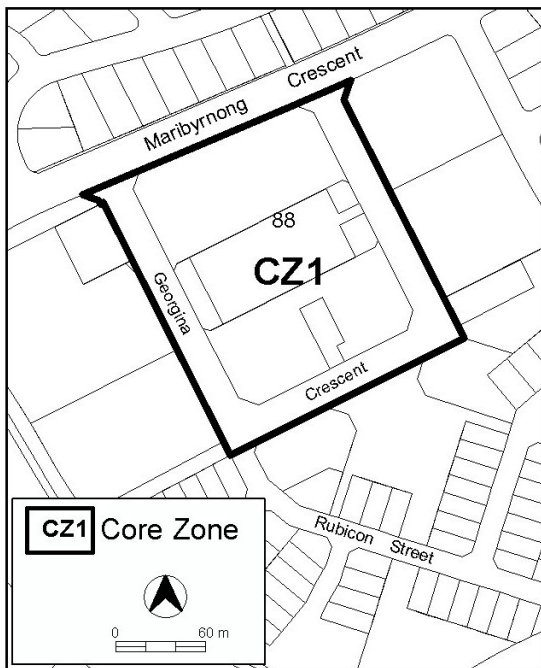 Maribyrnong Crescent
88
CZ1
Georgina
Crescent
Rubicon Street
CZ1 Core Zone
0 60 m